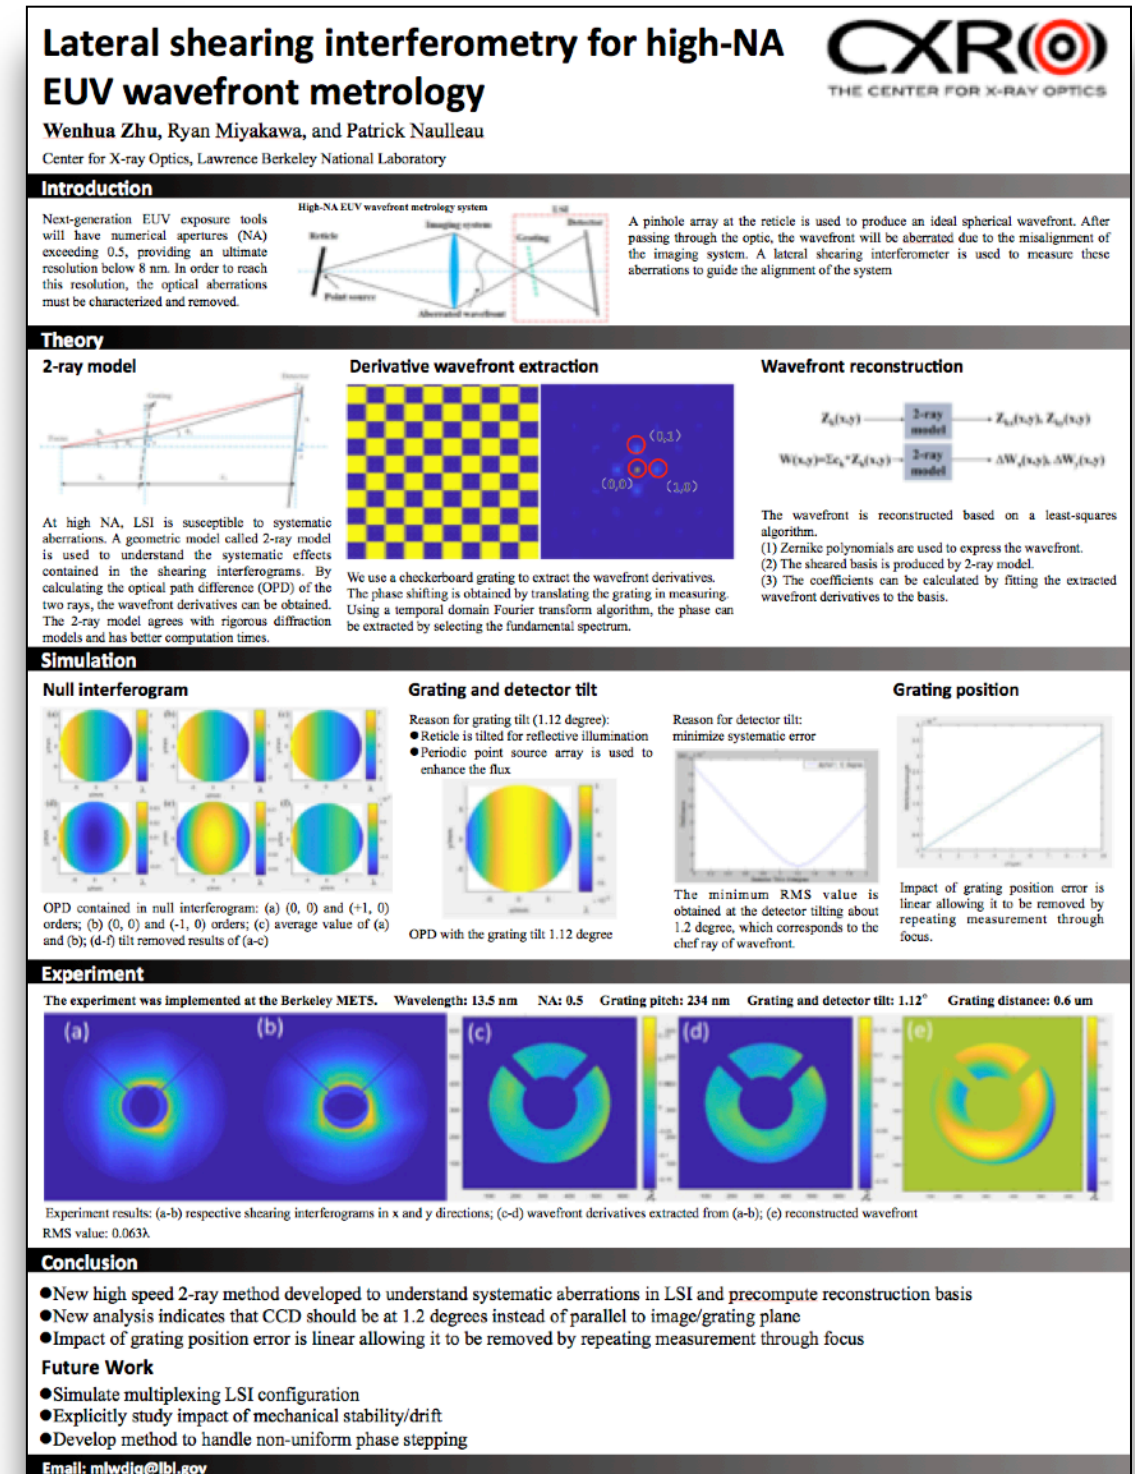 Lateral shearing interferometry for high-NA
EUV wavefront metrology
CXRO
THE CENTER FOR X-RAY OPTICS
Wenhua Zhu, Ryan Miyakawa, and Patrick Naulleau
Center for X-ray Optics, Lawrence Berkeley National Laboratory
Introduction
Next-generation EUV exposure tools
will have numerical apertures (NA)
exceeding 0.5, providing an ultimate
resolution below 8 nm. In order to reach
this resolution, the optical aberrations
must be characterized and removed.
High-NA EUV wavefront metrology system
LSI
Reticle
Imaging system
Grating
Detector
Point source
Aberrated wavefront
A pinhole array at the reticle is used to produce an ideal spherical wavefront. After
passing through the optic, the wavefront will be aberrated due to the misalignment of
the imaging system. A lateral shearing interferometer is used to measure these
aberrations to guide the alignment of the system
Theory
2-ray model
Detector
Grating
At high NA, LSI is susceptible to systematic
aberrations. A geometric model called 2-ray model
is used to understand the systematic effects
contained in the shearing interferograms. By
calculating the optical path difference (OPD) of the
two rays, the wavefront derivatives can be obtained.
The 2-ray model agrees with rigorous diffraction
models and has better computation times.
Derivative wavefront extraction
(0,1)
(0,0)
(1,0)
We use a checkerboard grating to extract the wavefront derivatives.
The phase shifting is obtained by translating the grating in measuring.
Using a temporal domain Fourier transform algorithm, the phase can
be extracted by selecting the fundamental spectrum.
Wavefront reconstruction
2-ray
model
2-ray
model
The wavefront is reconstructed based on a least-squares
algorithm.
(1) Zernike polynomials are used to express the wavefront.
(2) The sheared basis is produced by 2-ray model.
(3) The coefficients can be calculated by fitting the extracted
wavefront derivatives to the basis.
Simulation
Null interferogram
OPD contained in null interferogram: (a) (0, 0) and (+1, 0)
orders; (b) (0, 0) and (-1, 0) orders; (c) average value of (a)
and (b); (d-f) tilt removed results of (a-c)
Grating and detector tilt
Reason for grating tilt (1.12 degree):
●Reticle is tilted for reflective illumination
●Periodic point source array is used to
enhance the flux
OPD with the grating tilt 1.12 degree
Reason for detector tilt:
minimize systematic error
The minimum RMS value is
obtained at the detector tilting about
1.2 degree, which corresponds to the
chef ray of wavefront.
Grating position
Impact of grating position error is
linear allowing it to be removed by
repeating measurement through
focus.
Experiment
The experiment was implemented at the Berkeley MET5. Wavelength: 13.5 nm NA: 0.5 Grating pitch: 234 nm Grating and detector tilt: 1.12° Grating distance: 0.6 um
(a)
(b)
(c)
(d)
(e)
Experiment results: (a-b) respective shearing interferograms in x and y directions; (c-d) wavefront derivatives extracted from (a-b); (e) reconstructed wavefront
RMS value: 0.063λ
Conclusion
●New high speed 2-ray method developed to understand systematic aberrations in LSI and precompute reconstruction basis
●New analysis indicates that CCD should be at 1.2 degrees instead of parallel to image/grating plane
●Impact of grating position error is linear allowing it to be removed by repeating measurement through focus
Future Work
●Simulate multiplexing LSI configuration
●Explicitly study impact of mechanical stability/drift
●Develop method to handle non-uniform phase stepping
Email: mlwdig@lbl.gov